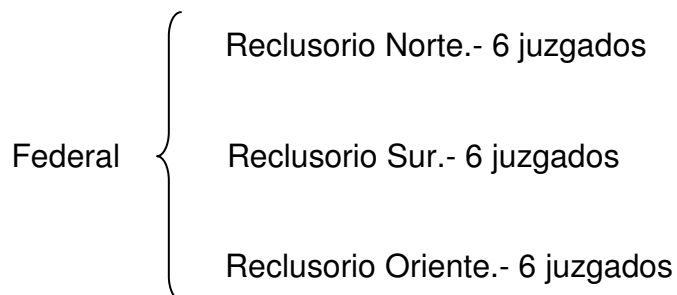 Reclusorio Norte.- 6 juzgados
Federal
Reclusorio Sur.- 6 juzgados
Reclusorio Oriente.- 6 juzgados